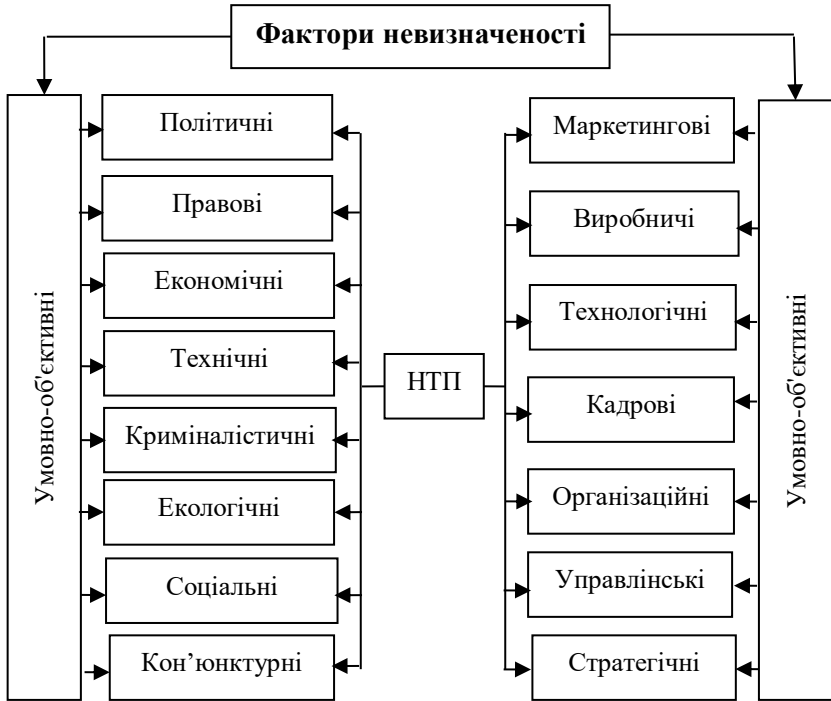 Фактори невизначеності
Умовно-об'єктивні
Політичні
Правові
Економічні
Технічні
Криміналістичні
Екологічні
Соціальні
Кон’юнктурні
НТП
Маркетингові
Виробничі
Технологічні
Кадрові
Організаційні
Управлінські
Стратегічні
Умовно-об'єктивні